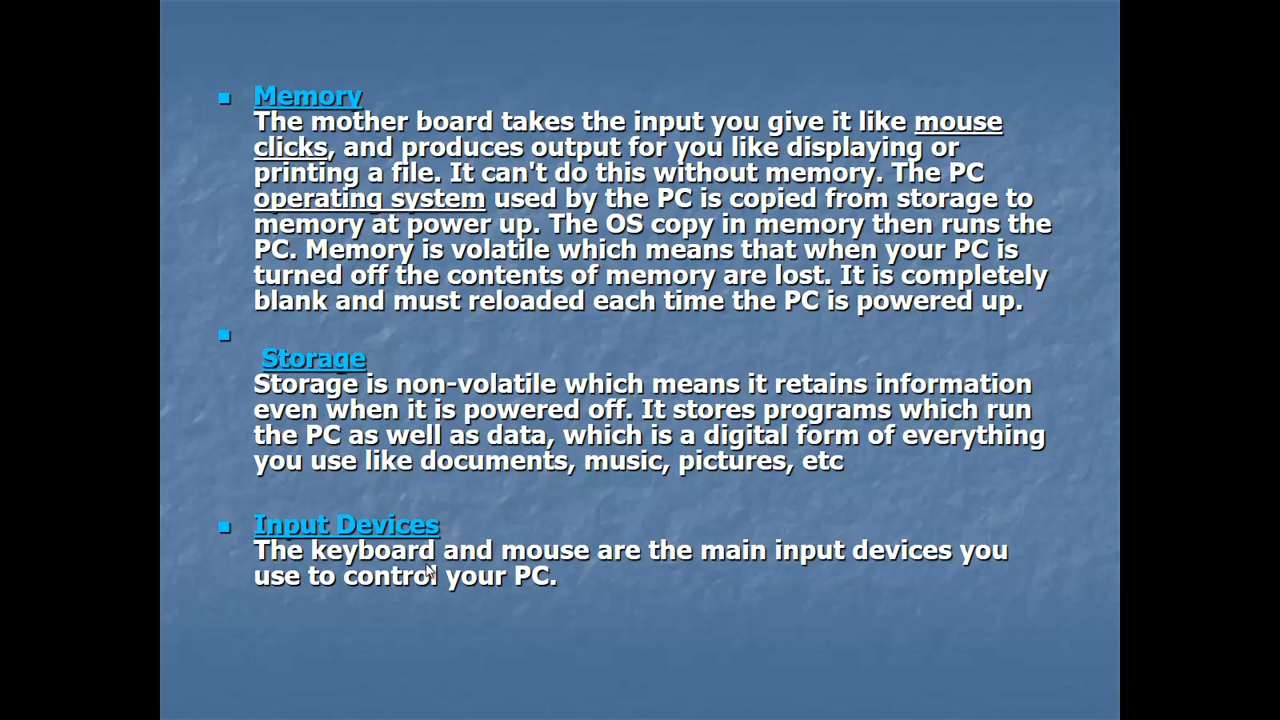 Memory
The mother board takes the input you give it like mouse
clicks, and produces output for you like displaying or
printing a file. It can't do this without memory. The PC
operating system used by the PC is copied from storage to
memory at power up. The OS copy in memory then runs the
PC. Memory is volatile which means that when your PC is
turned off the contents of memory are lost. It is completely
blank and must reloaded each time the PC is powered up.
Storage
Storage is non-volatile which means it retains information
even when it is powered off. It stores programs which run
the PC as well as data, which is a digital form of everything
you use like documents, music, pictures, etc
Input Devices
The keyboard and mouse are the main input devices you
use to control your PC.